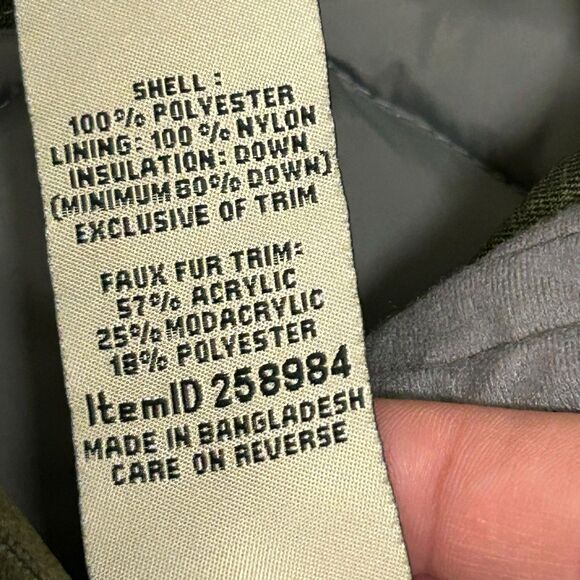 SHELL:
100% POLYESTER
LINING: 100% NYLON
INSULATION: DOWN
(MINIMUM 80% DOWN)
EXCLUSIVE OF TRIM
FAUX FUR TRIM:
57% ACRYLIC
25% MODACRYLIC
18% POLYESTER
ItemID 258984
MADE IN BANGLADESH
CARE ON REVERSE